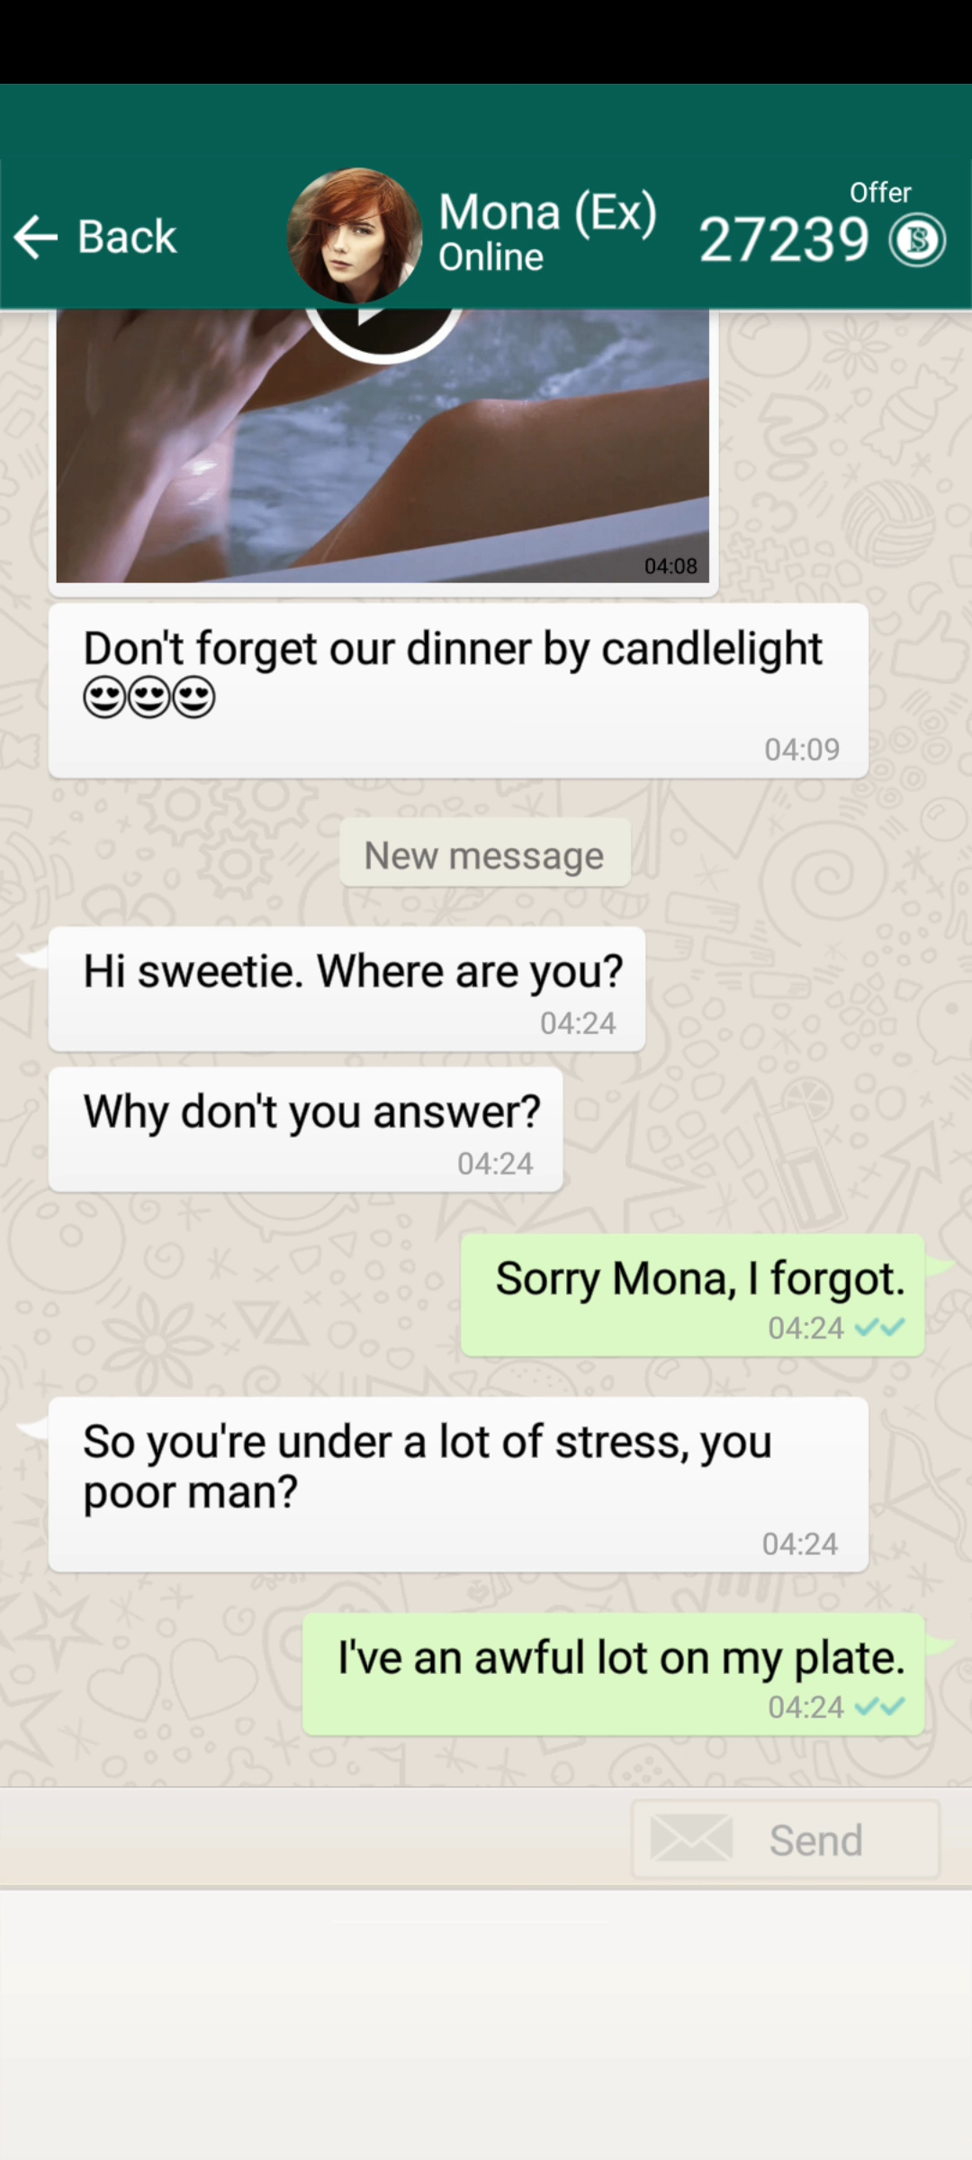 Offer
Back
Mona (Ex)
Online
27239
04:08
Don't forget our dinner by candlelight
😍😍😍
04:09
New message
Hi sweetie. Where are you?
04:24
Why don't you answer?
04:24
Sorry Mona, I forgot.
04:24
So you're under a lot of stress, you
poor man?
04:24
I've an awful lot on my plate.
04:24
Send